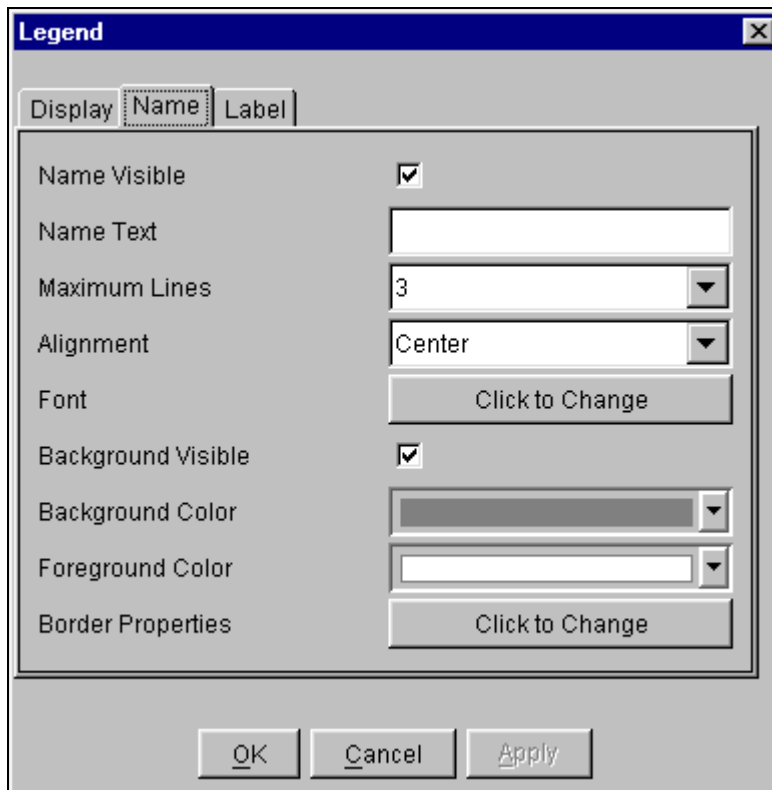 Legend
Display Name Label
Name Visible
Name Text
Maximum Lines 3
Alignment Center
Font Click to Change
Background Visible
Background Color
Foreground Color
Border Properties Click to Change
OK Cancel Apply